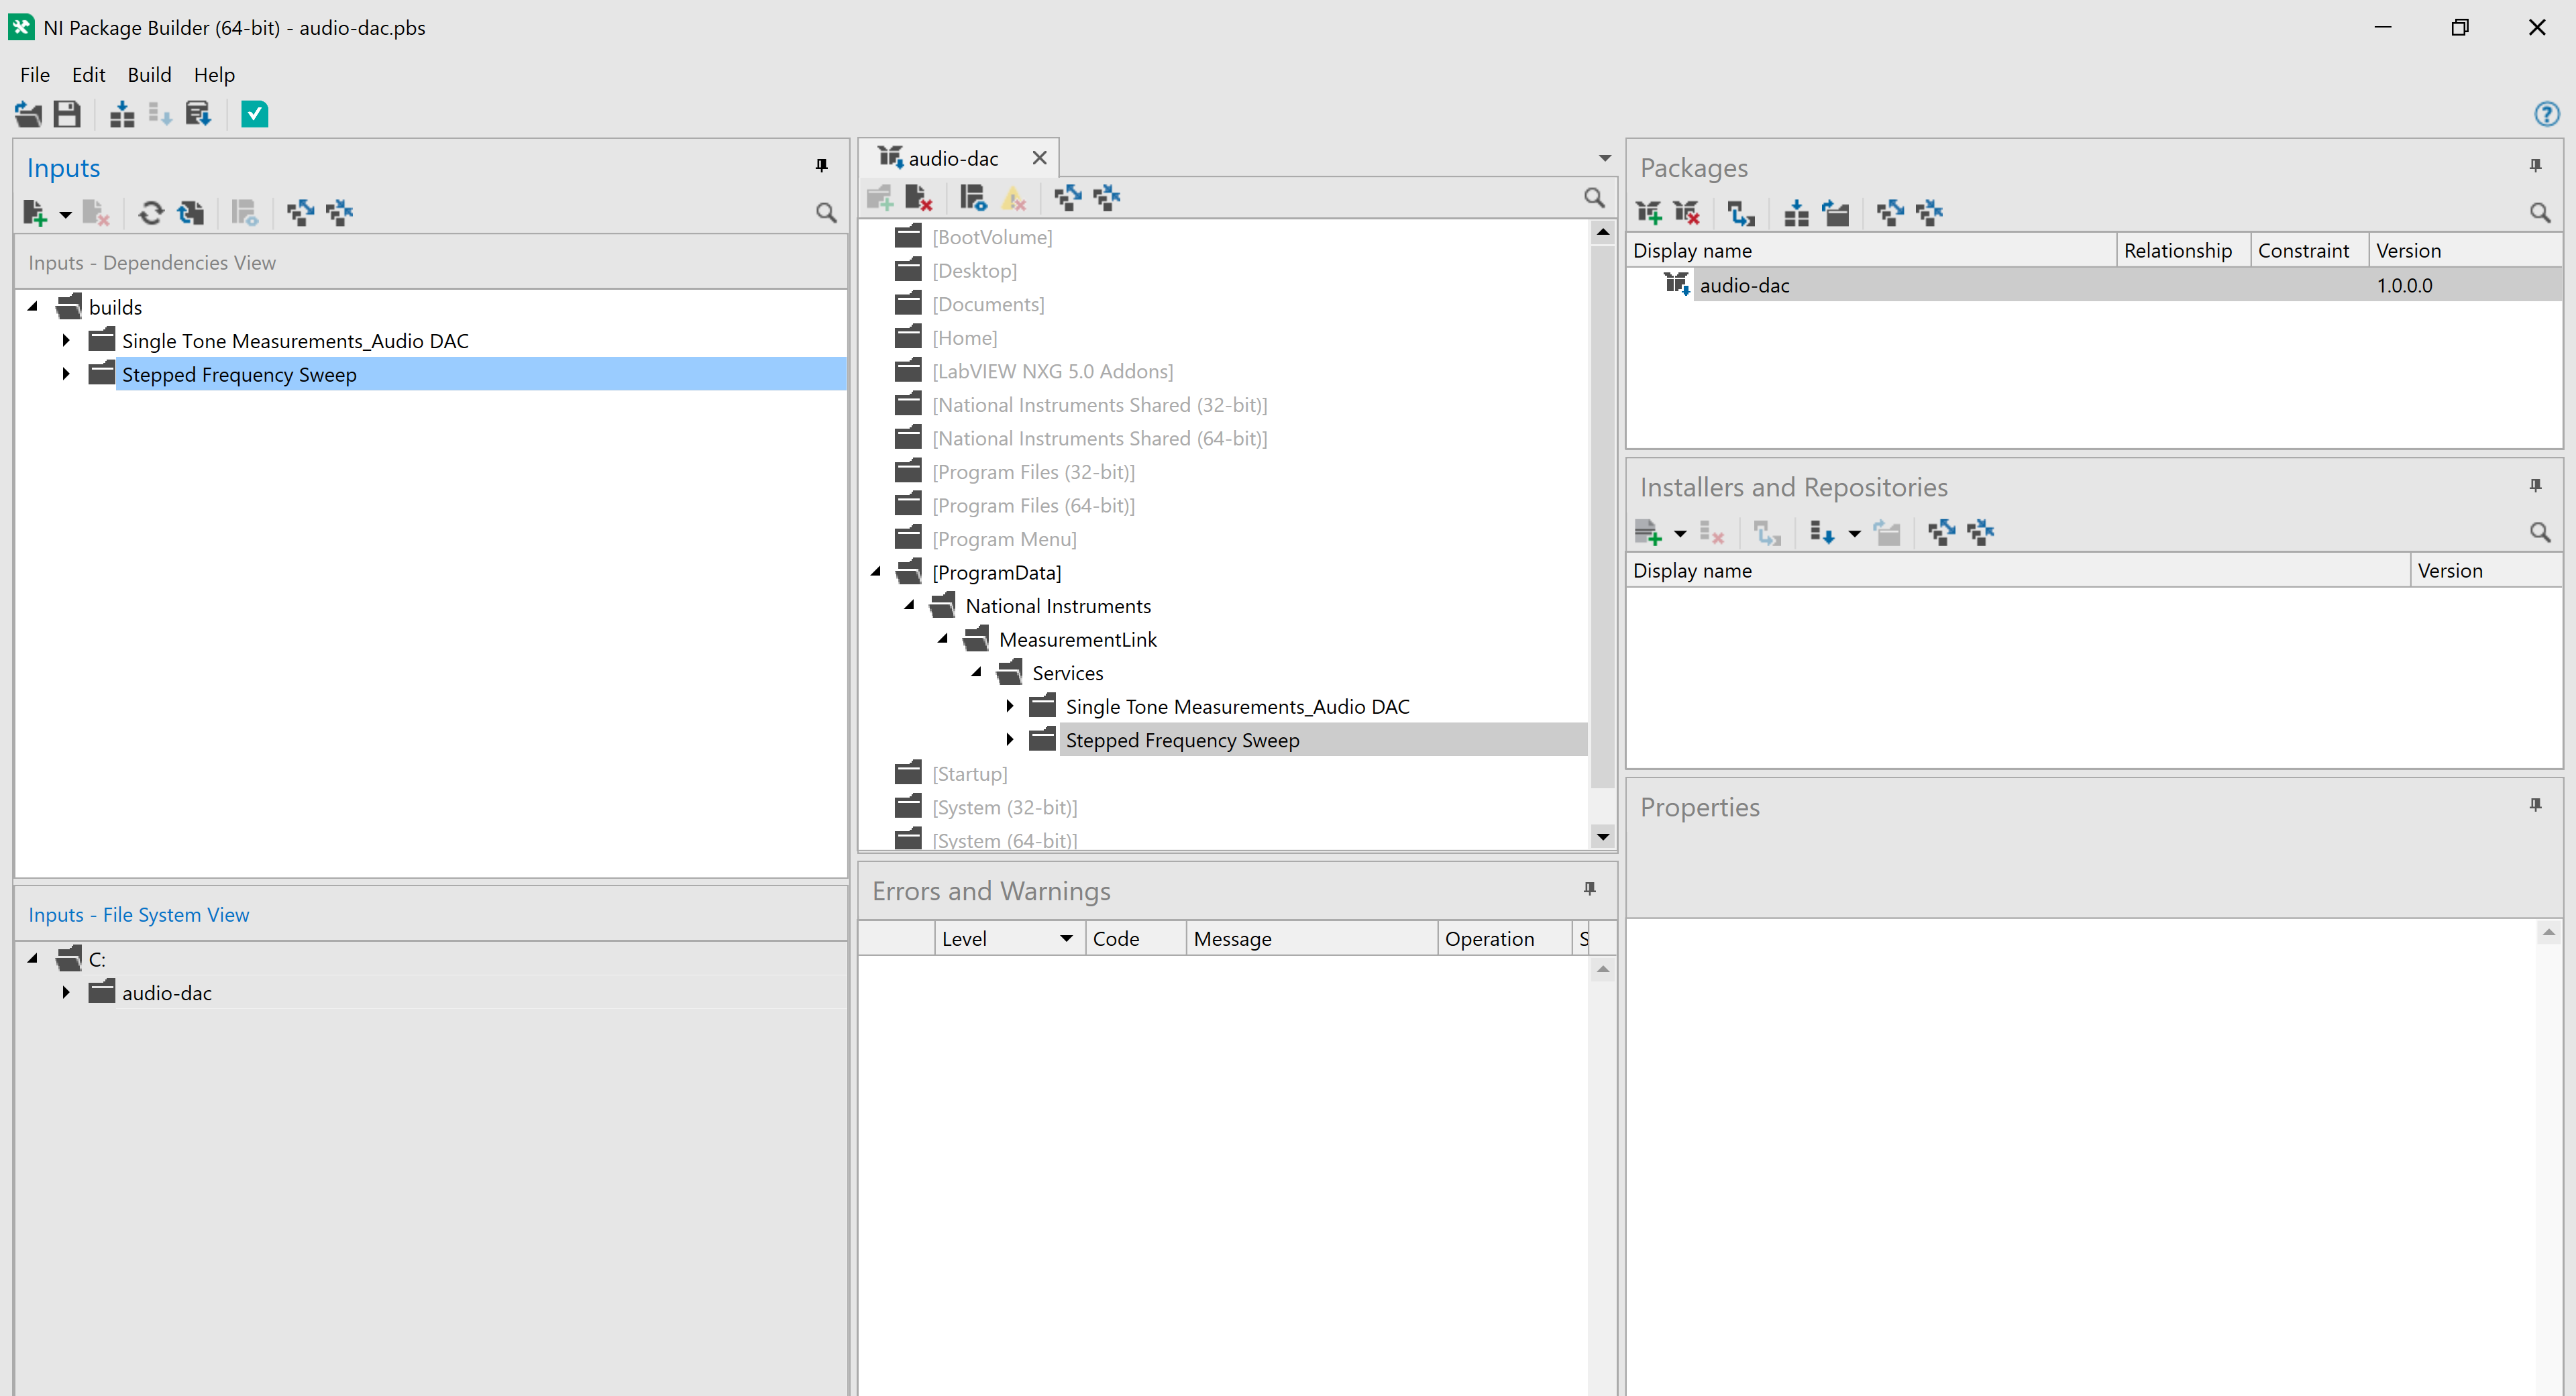 NI Package Builder (64-bit) - audio-dac.pbs
File Edit Build Help
Inputs
Inputs - Dependencies View
builds
Single Tone Measurements_Audio DAC
Stepped Frequency Sweep
Inputs - File System View
C:
audio-dac
audio-dac
[BootVolume]
[Desktop]
[Documents]
[Home]
[LabVIEW NXG 5.0 Addons]
[National Instruments Shared (32-bit)]
[National Instruments Shared (64-bit)]
[Program Files (32-bit)]
[Program Files (64-bit)]
[Program Menu]
[ProgramData]
National Instruments
MeasurementLink
Services
Single Tone Measurements_Audio DAC
Stepped Frequency Sweep
[Startup]
[System (32-bit)]
[System (64-bit)]
Errors and Warnings
Level Code Message Operation S
Packages
Display name Relationship Constraint Version
audio-dac 1.0.0.0
Installers and Repositories
Display name Version
Properties